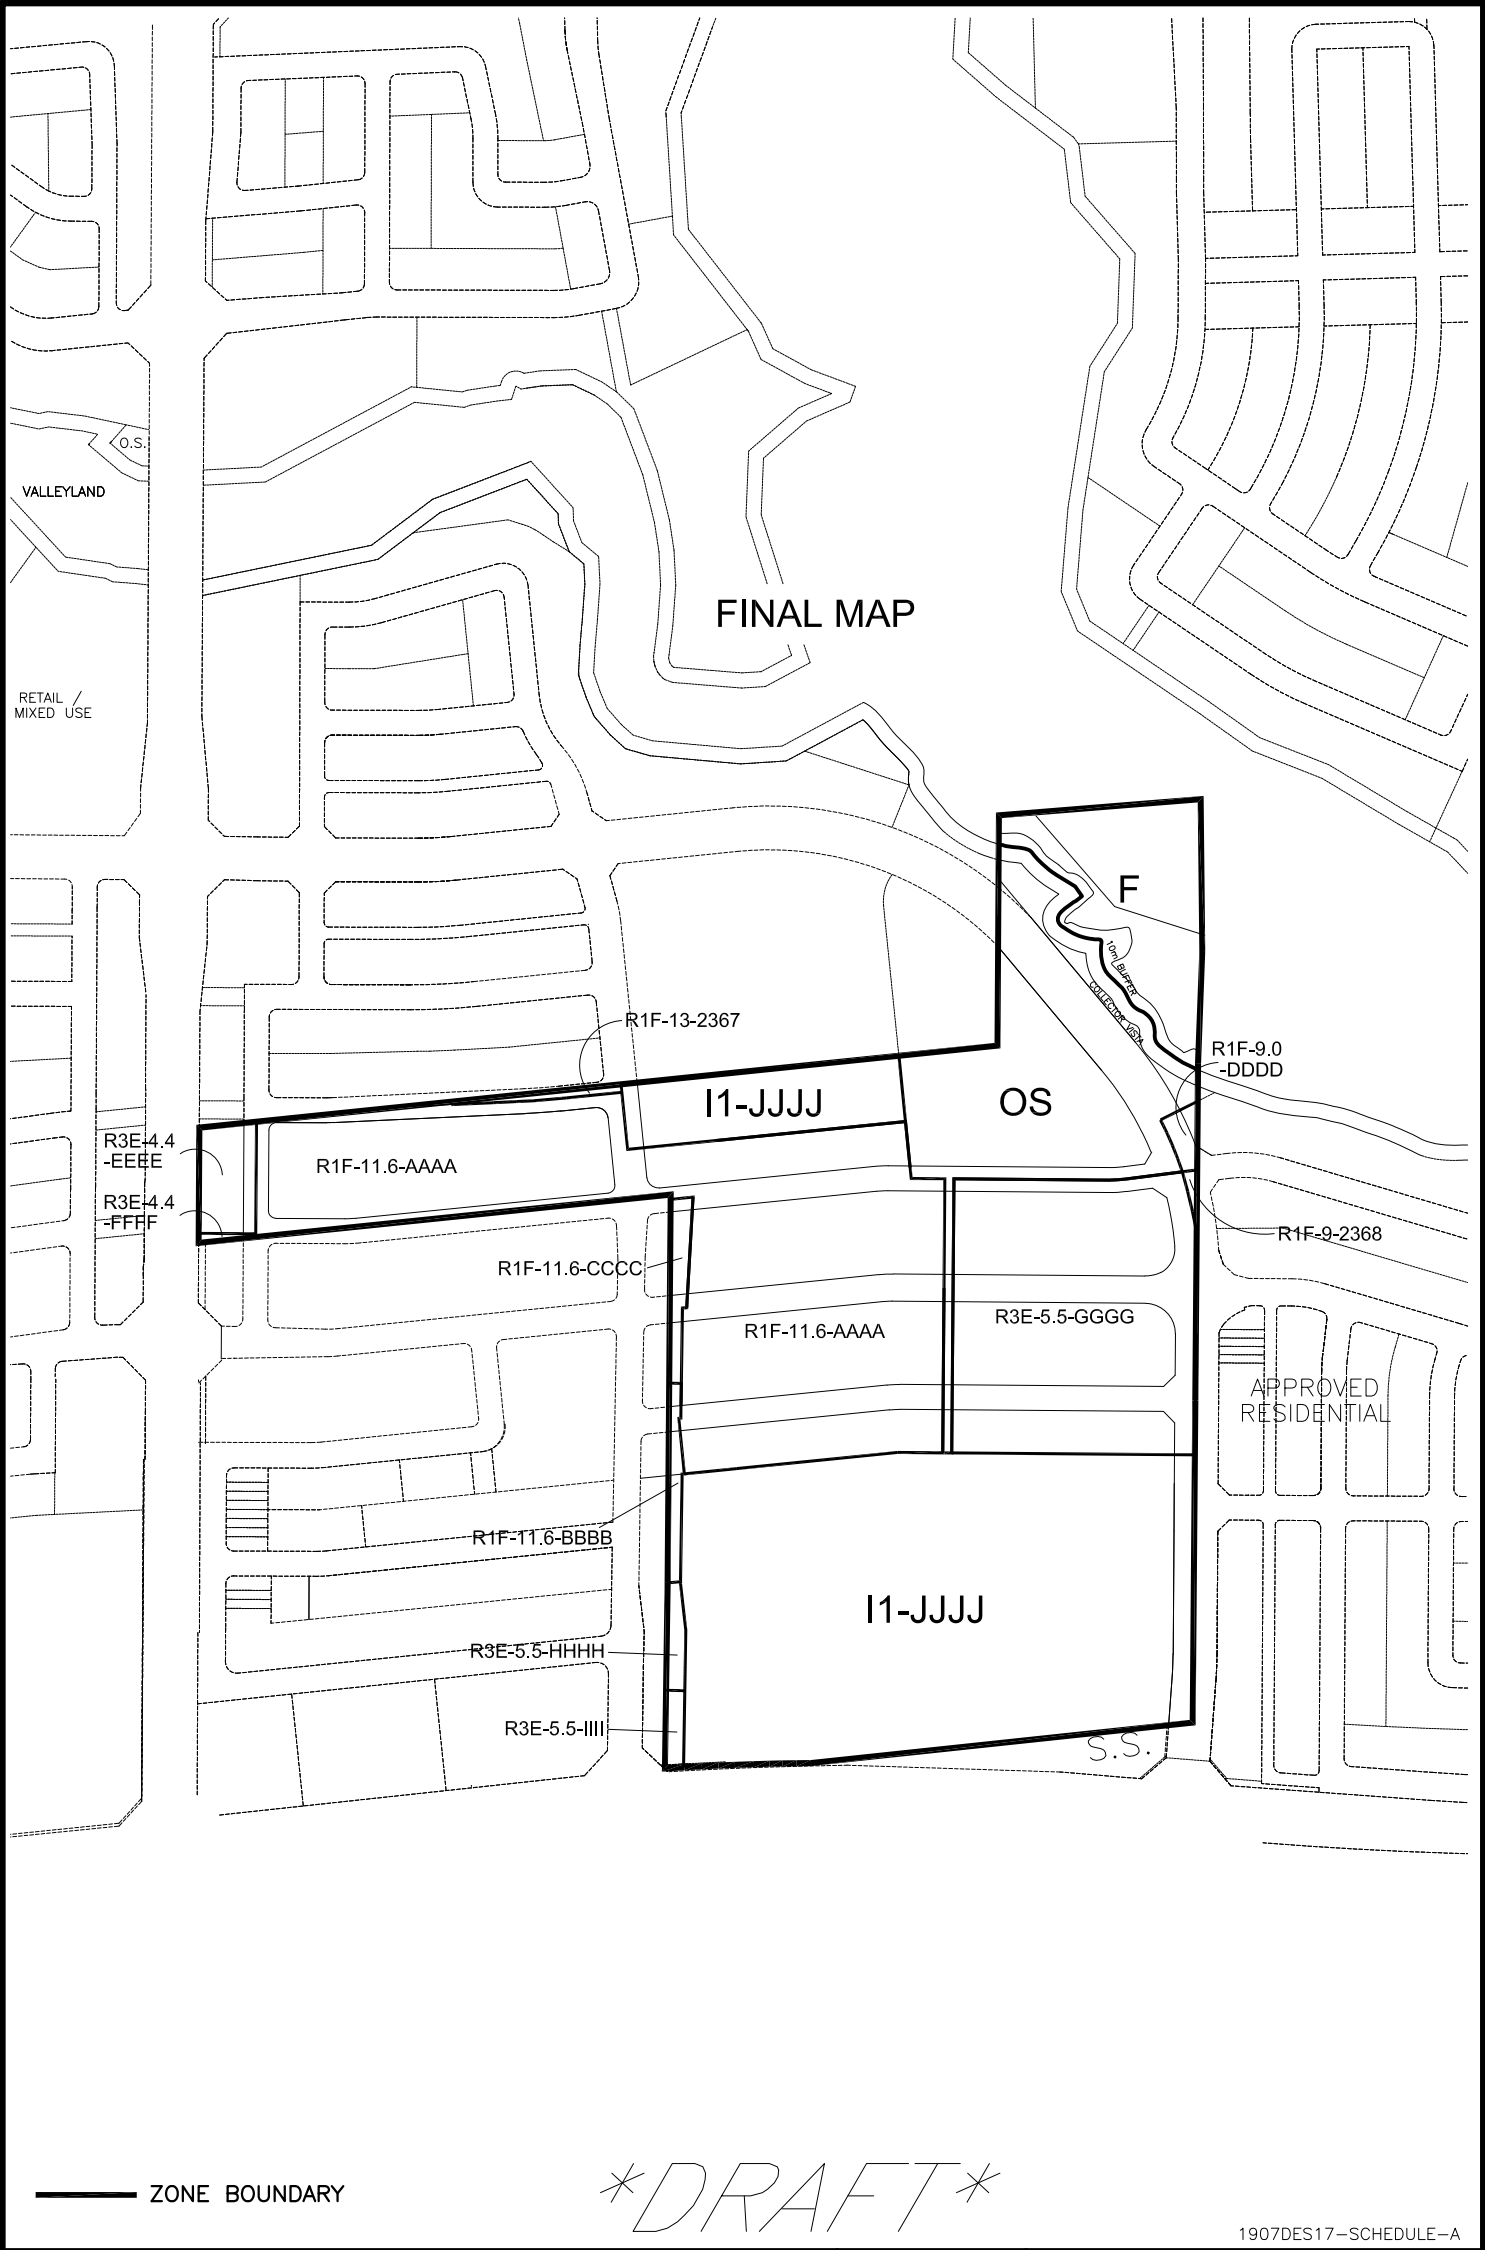 O.S.
VALLEYLAND
FINAL MAP
RETAIL /
MIXED USE
F
10m BUFFER
COLLECTOR VISTA
R1F-13-2367
R1F-9.0
-DDDD
I1-JJJJ
OS
R3E-4.4
-EEEE
R1F-11.6-AAAA
R3E-4.4
-FFFF
R1F-9-2368
R1F-11.6-CCCC
R1F-11.6-AAAA
R3E-5.5-GGGG
APPROVED
RESIDENTIAL
R1F-11.6-BBBB
I1-JJJJ
R3E-5.5-HHHH
R3E-5.5-IIII
S.S.
ZONE BOUNDARY
*DRAFT*
1907DES17-SCHEDULE-A